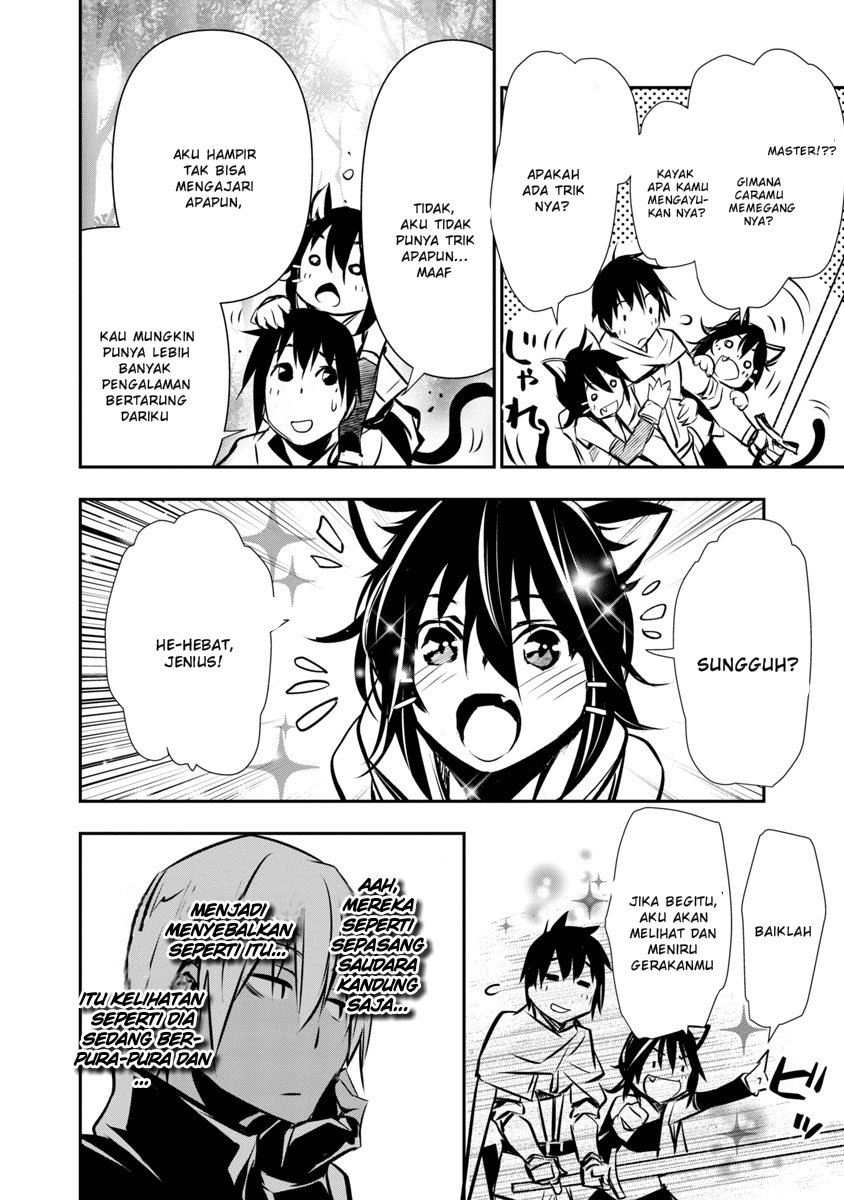 MASTER!??
GIMANA
CARAMU
MEMEGANG
NYA?
KAYAK
APA KAMU
MENGAYU-
KAN NYA?
APAKAH
ADA TRIK
NYA?
じゃれ
TIDAK,
AKU TIDAK
PUNYA TRIK
APAPUN...
MAAF
AKU HAMPIR
TAK BISA
MENGAJARI
APAPUN,
KAU MUNGKIN
PUNYA LEBIH
BANYAK
PENGALAMAN
BERTARUNG
DARIKU
SUNGGUH?
HE-HEBAT,
JENIUS!
BAIKLAH
JIKA BEGITU,
AKU AKAN
MELIHAT DAN
MENIRU
GERAKANMU
ビッ
AAH,
MEREKA
SEPERTI
SEPASANG
SAUDARA
KANDUNG
SAJA...
MENJADI
MENYEBALKAN
SEPERTI ITU...
ITU KELIHATAN
SEPERTI DIA
SEDANG BER-
PURA-PURA DAN
...